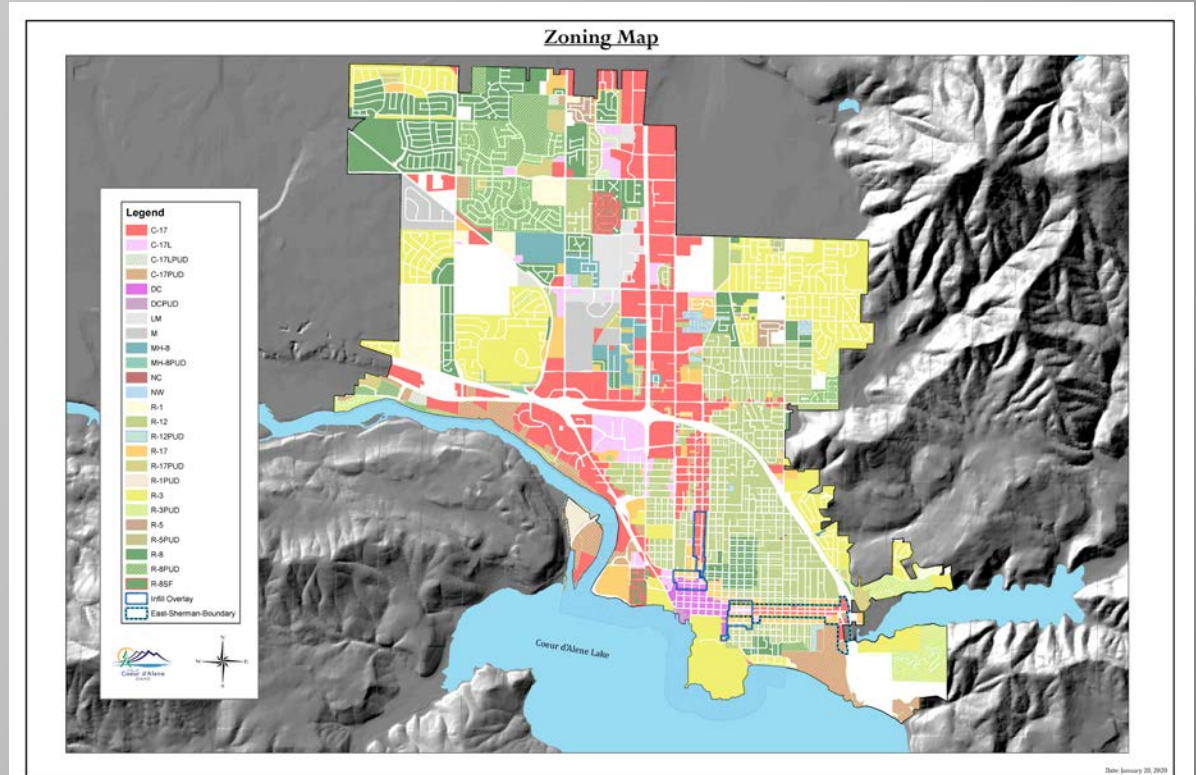 Zoning Map
Legend
C-17
C-17L
C-17LPUD
C-17PUD
DC
DCPUD
LM
M
MH-8
MH-8PUD
NC
NW
R-1
R-12
R-12PUD
R-17
R-17PUD
R-1PUD
R-3
R-3PUD
R-5
R-5PUD
R-8
R-8PUD
R-8SF
Infill Overlay
East-Sherman-Boundary
Coeur d'Alene
IDAHO
N
W
E
S
Coeur d'Alene Lake
Date: January 20, 2020